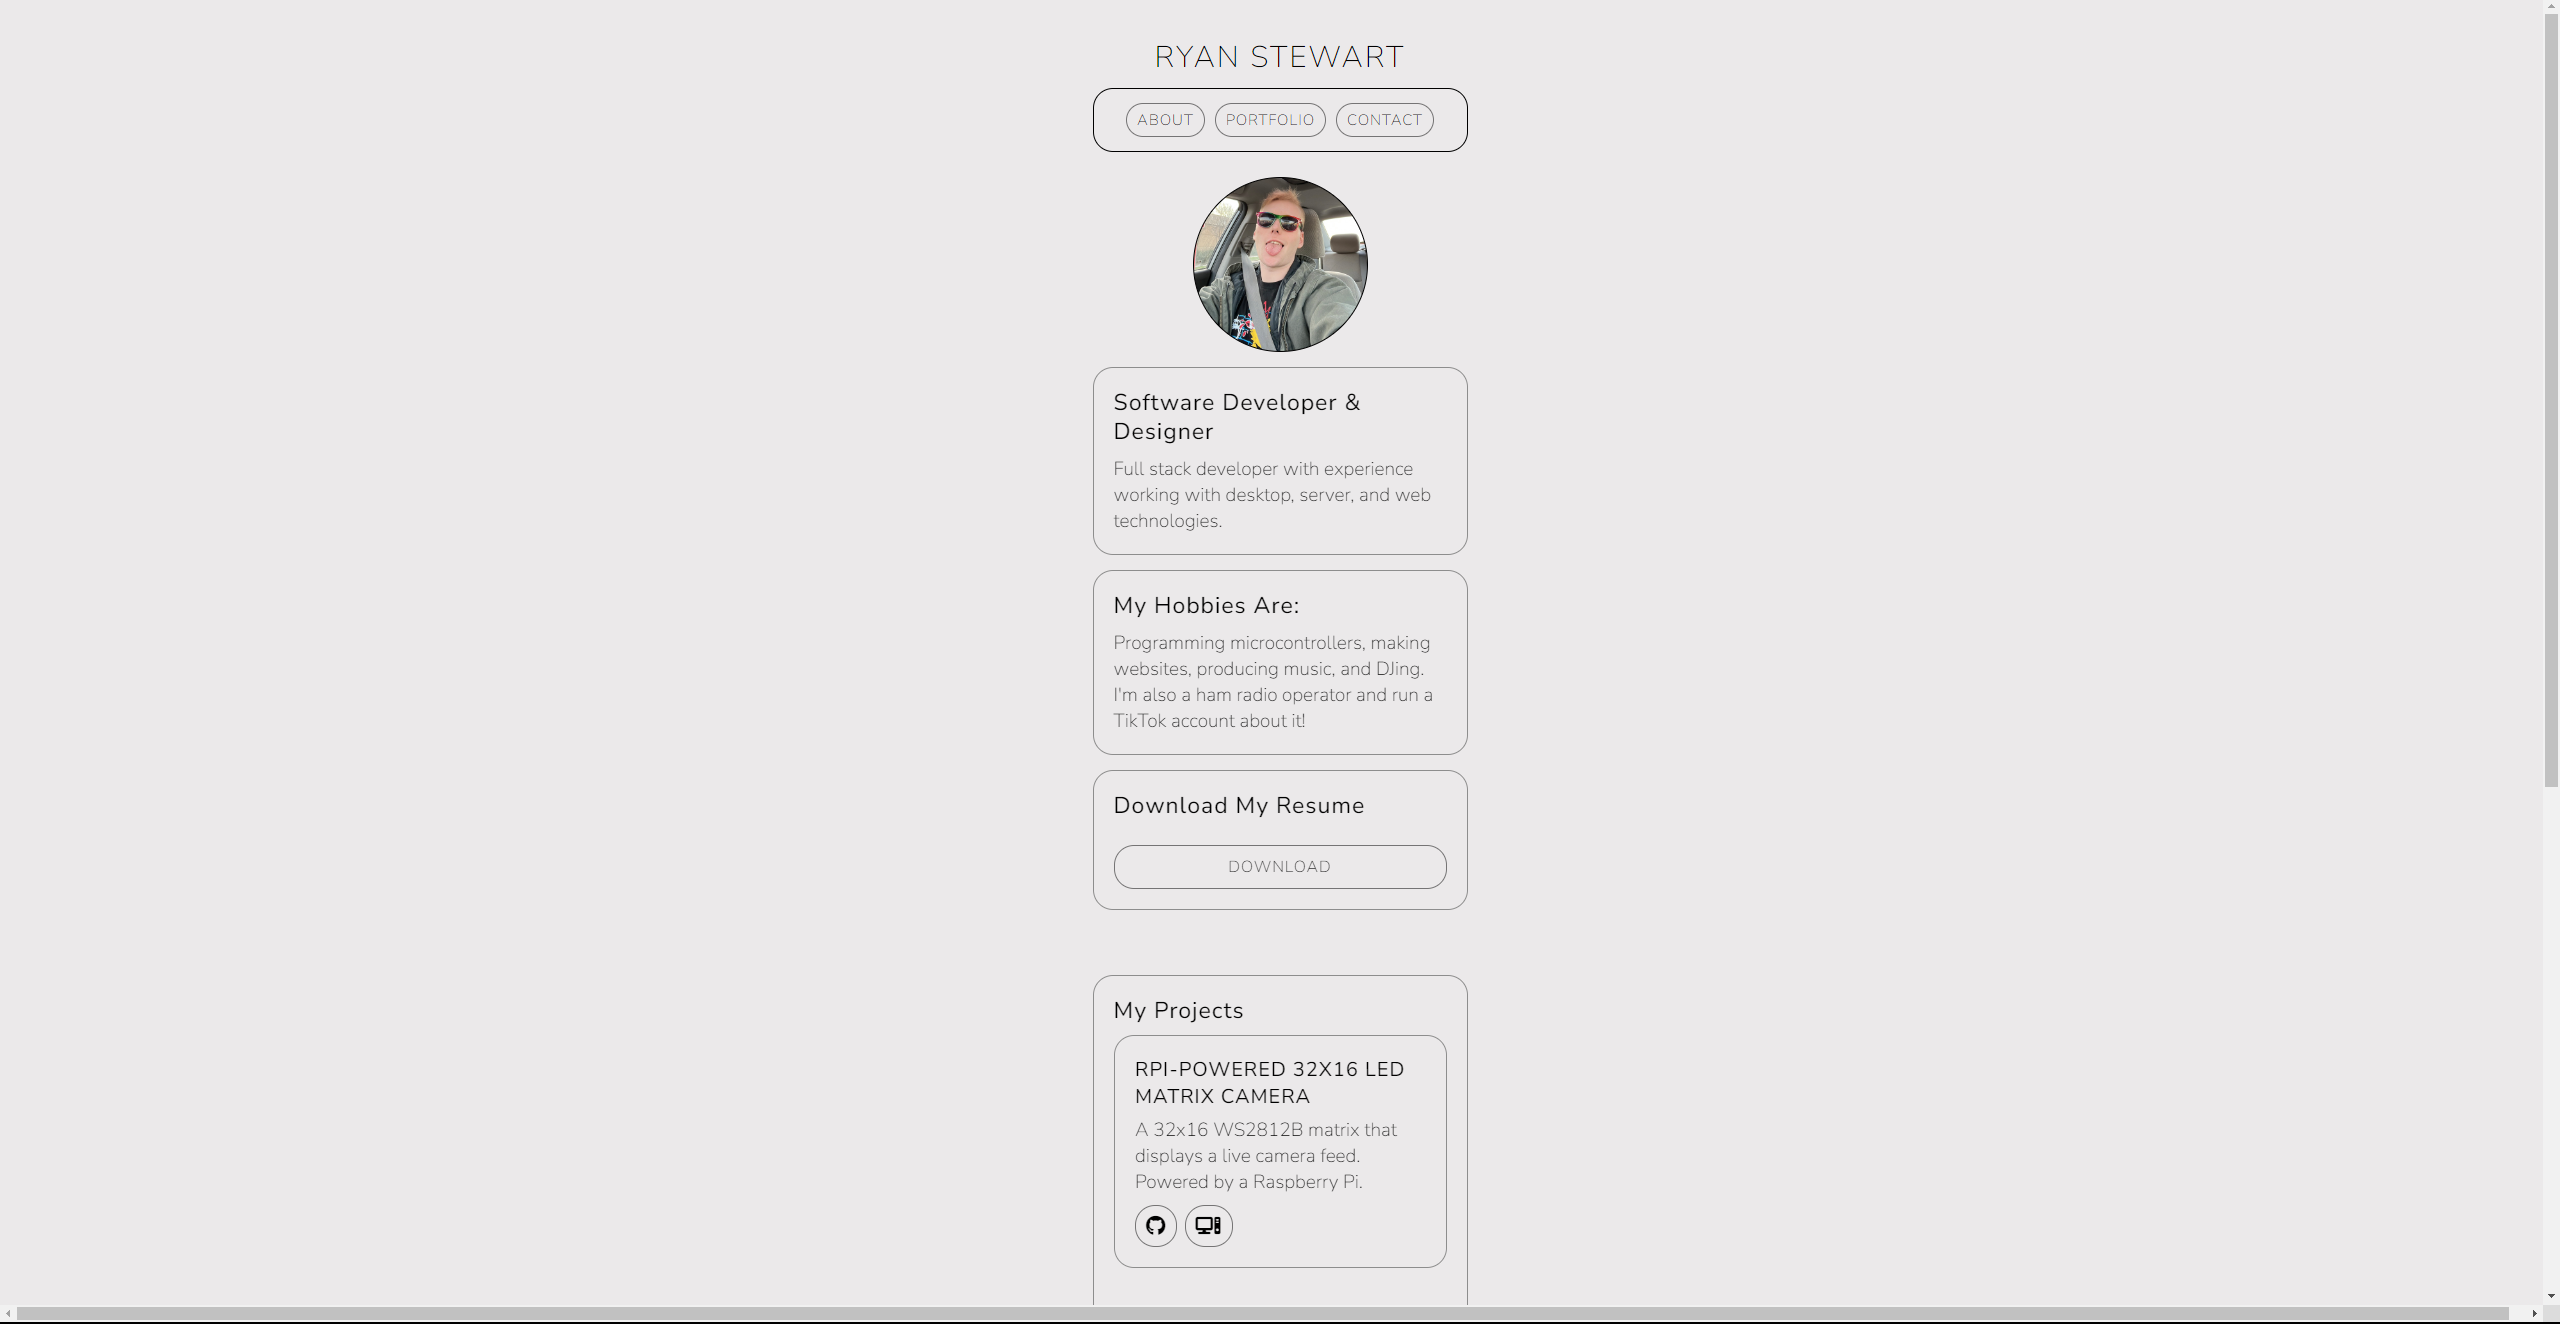 RYAN STEWART
ABOUT PORTFOLIO CONTACT
Software Developer &
Designer
Full stack developer with experience
working with desktop, server, and web
technologies.
My Hobbies Are:
Programming microcontrollers, making
websites, producing music, and DJing.
I'm also a ham radio operator and run a
TikTok account about it!
Download My Resume
DOWNLOAD
My Projects
RPI-POWERED 32X16 LED
MATRIX CAMERA
A 32x16 WS2812B matrix that
displays a live camera feed.
Powered by a Raspberry Pi.